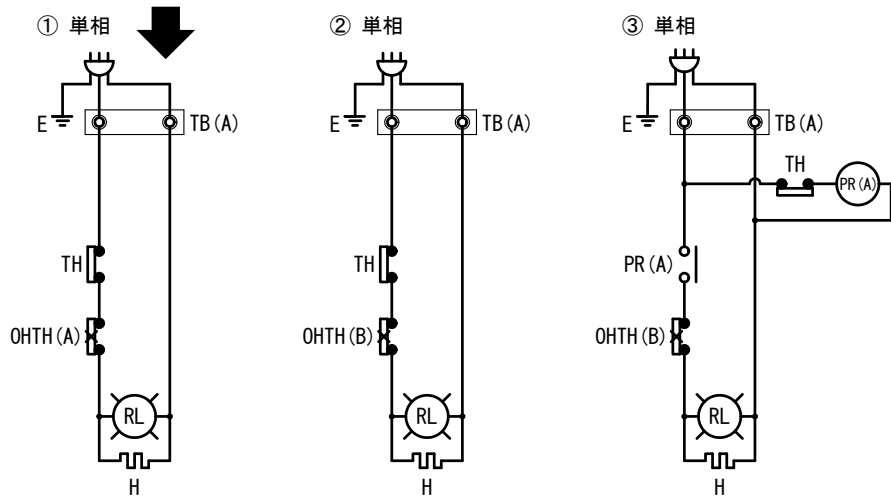 ① 単相
E
TB(A)
TH
OHTH(A)
RL
H
② 単相
E
TB(A)
TH
OHTH(B)
RL
H
③ 単相
E
TB(A)
TH
PR(A)
PR(A)
OHTH(B)
RL
H